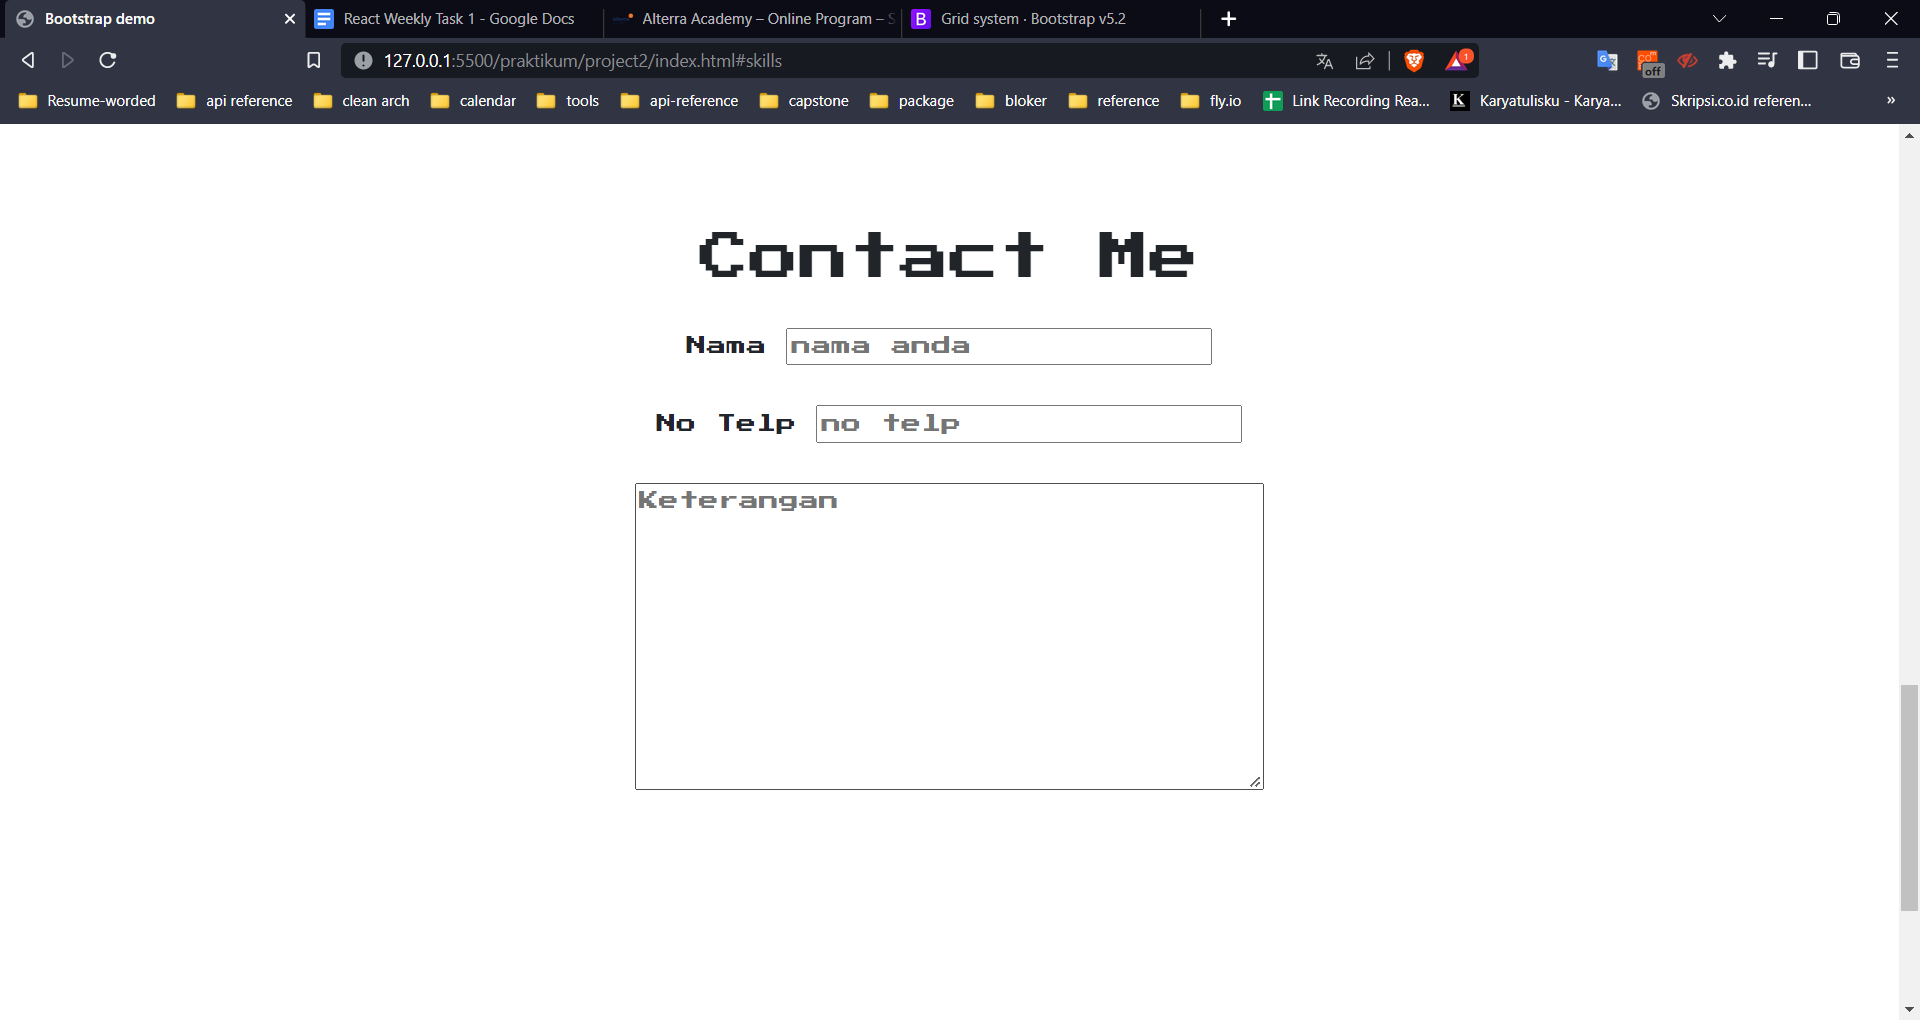 Bootstrap demo
React Weekly Task 1 - Google Docs
Alterra Academy – Online Program –
Grid system · Bootstrap v5.2
127.0.0.1:5500/praktikum/project2/index.html#skills
1
off
Resume-worded
api reference
clean arch
calendar
tools
api-reference
capstone
package
bloker
reference
fly.io
Link Recording Rea...
Karyatulisku - Karya...
Skripsi.co.id referen...
»
Contact Me
Nama
nama anda
No Telp
no telp
Keterangan